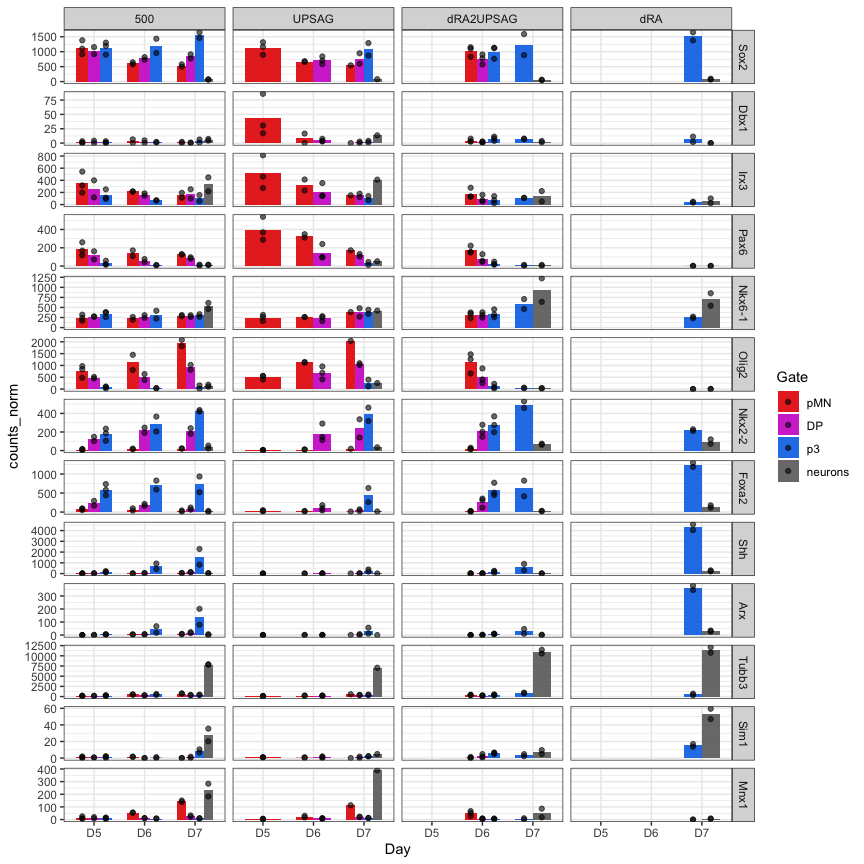 500 UPSAG dRA2UPSAG dRA
1500
1000
500
0
Sox2
75
50
25
0
Dbx1
800
600
400
200
0
Irx3
400
200
0
Pax6
1250
1000
750
500
250
0
Nkx6-1
2000
1500
1000
500
0
Olig2
400
200
0
Nkx2-2
1000
500
0
Foxa2
4000
3000
2000
1000
0
Shh
300
200
100
0
Arx
12500
10000
7500
5000
2500
0
Tubb3
60
40
20
0
Sim1
400
300
200
100
0
Mnx1
D5 D6 D7 D5 D6 D7 D5 D6 D7 D5 D6 D7
Day
counts_norm
Gate
pMN
DP
p3
neurons